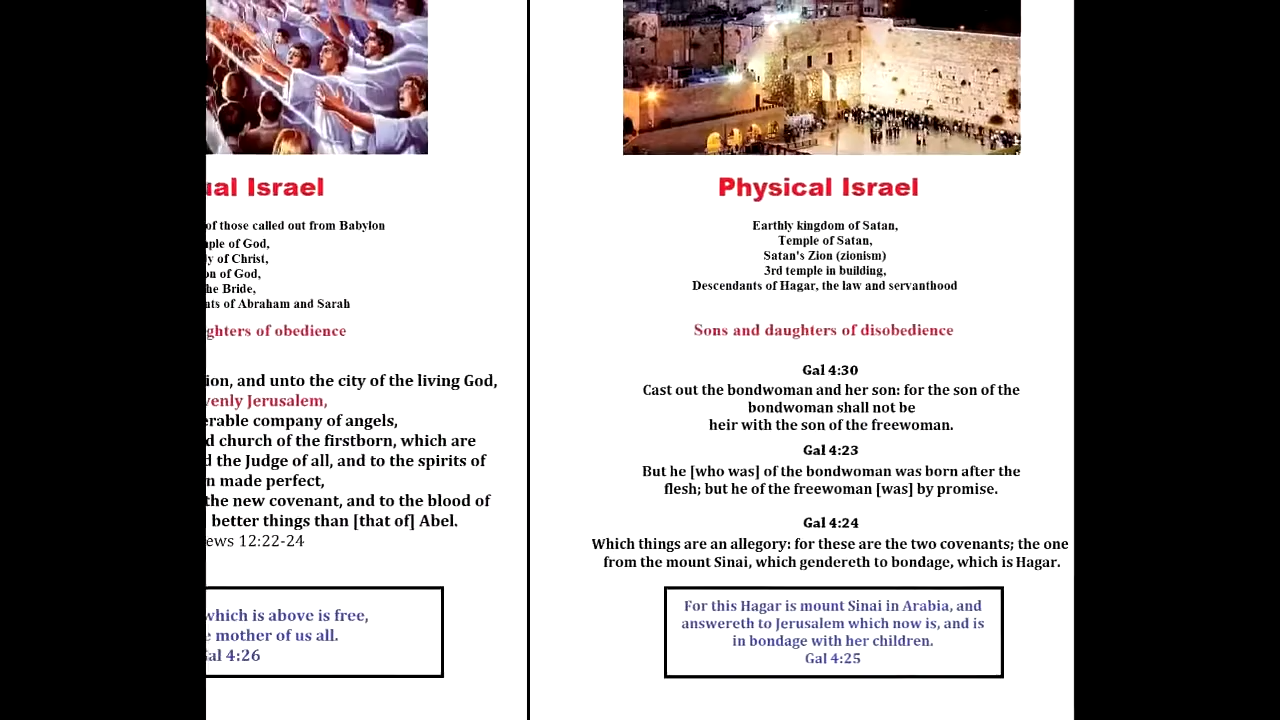 ual Israel
of those called out from Babylon
ple of God,
y of Christ,
on of God,
he Bride,
nts of Abraham and Sarah
ghters of obedience
ion, and unto the city of the living God,
venly Jerusalem,
erable company of angels,
d church of the firstborn, which are
d the Judge of all, and to the spirits of
n made perfect,
the new covenant, and to the blood of
better things than [that of] Abel.
ews 12:22-24
which is above is free,
e mother of us all.
Gal 4:26
Physical Israel
Earthly kingdom of Satan,
Temple of Satan,
Satan's Zion (zionism)
3rd temple in building,
Descendants of Hagar, the law and servanthood
Sons and daughters of disobedience
Gal 4:30
Cast out the bondwoman and her son: for the son of the
bondwoman shall not be
heir with the son of the freewoman.
Gal 4:23
But he [who was] of the bondwoman was born after the
flesh; but he of the freewoman [was] by promise.
Gal 4:24
Which things are an allegory: for these are the two covenants; the one
from the mount Sinai, which gendereth to bondage, which is Hagar.
For this Hagar is mount Sinai in Arabia, and
answereth to Jerusalem which now is, and is
in bondage with her children.
Gal 4:25